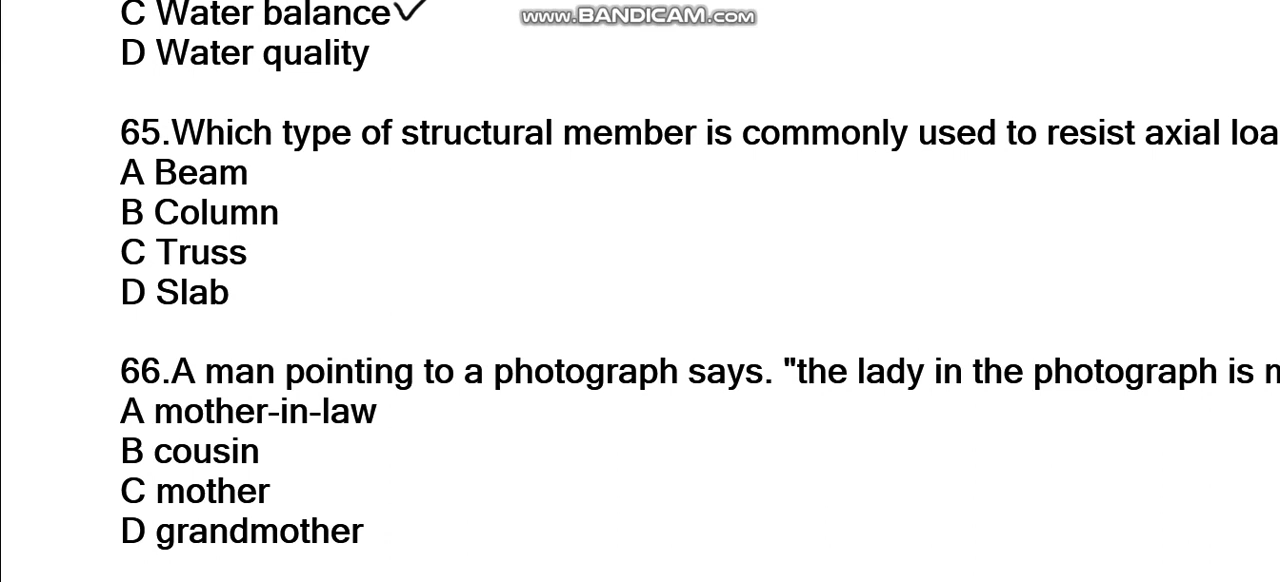 C Water balance✓
www.BANDICAM.com
D Water quality
65.Which type of structural member is commonly used to resist axial loa
A Beam
B Column
C Truss
D Slab
66.A man pointing to a photograph says. "the lady in the photograph is m
A mother-in-law
B cousin
C mother
D grandmother